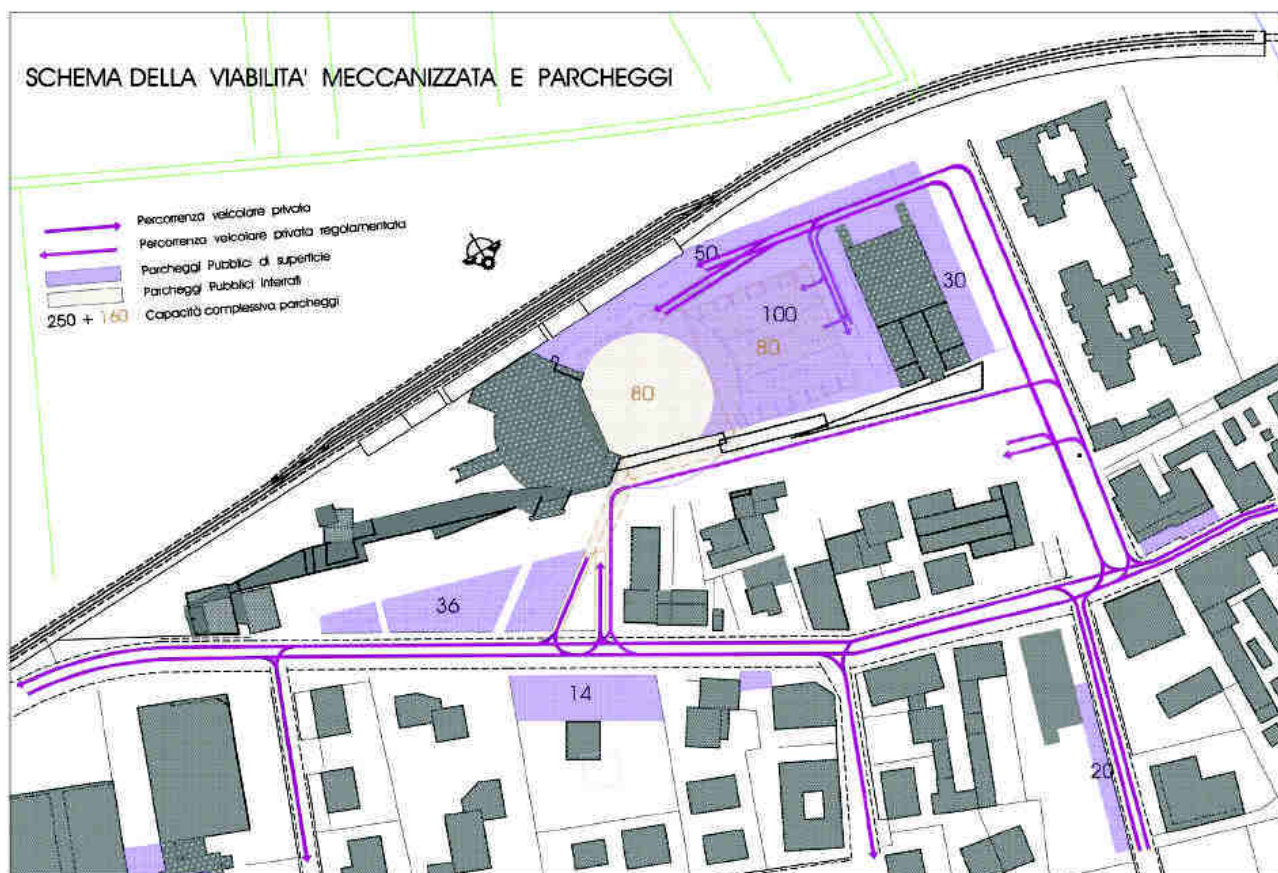 SCHEMA DELLA VIABILITA' MECCANIZZATA E PARCHEGGI
Percorrenza veicolare privata
Percorrenza veicolare privata regolamentata
Parcheggi Pubblici di superficie
Parcheggi Pubblici interrati
250 + 160 Capacità complessiva parcheggi
50
30
100
80
80
36
14
20